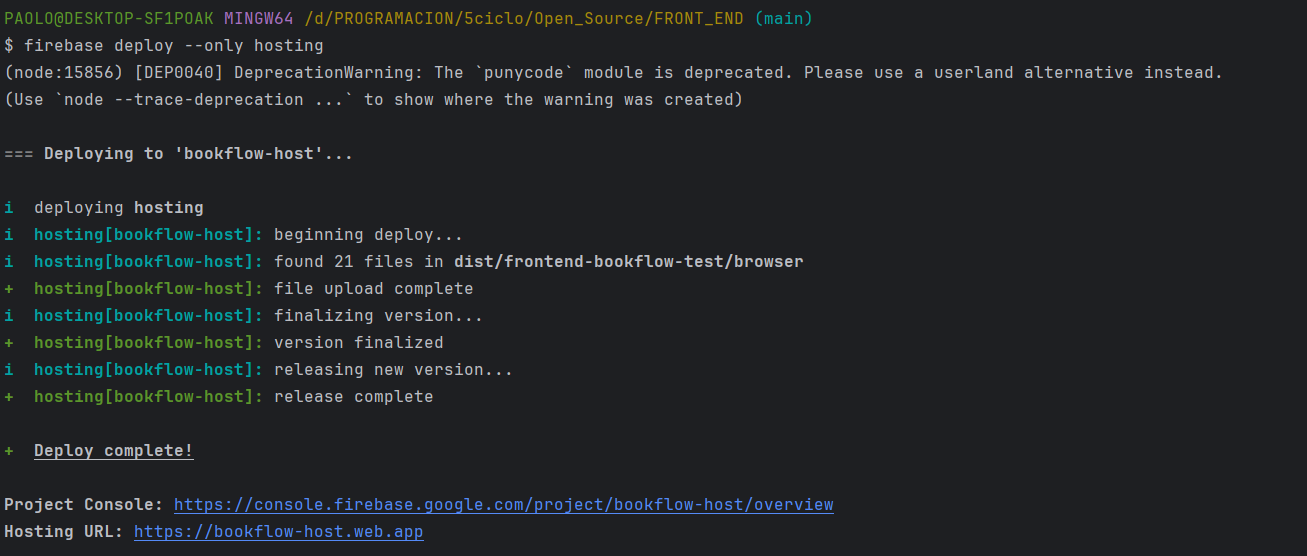 PAOLO@DESKTOP-SF1POAK MINGW64 /d/PROGRAMACION/5ciclo/Open_Source/FRONT_END (main)
$ firebase deploy --only hosting
(node:15856) [DEP0040] DeprecationWarning: The `punycode` module is deprecated. Please use a userland alternative instead.
(Use `node --trace-deprecation ...` to show where the warning was created)
=== Deploying to 'bookflow-host'...
i  deploying hosting
i  hosting[bookflow-host]: beginning deploy...
i  hosting[bookflow-host]: found 21 files in dist/frontend-bookflow-test/browser
+  hosting[bookflow-host]: file upload complete
i  hosting[bookflow-host]: finalizing version...
+  hosting[bookflow-host]: version finalized
i  hosting[bookflow-host]: releasing new version...
+  hosting[bookflow-host]: release complete
+  Deploy complete!
Project Console: https://console.firebase.google.com/project/bookflow-host/overview
Hosting URL: https://bookflow-host.web.app